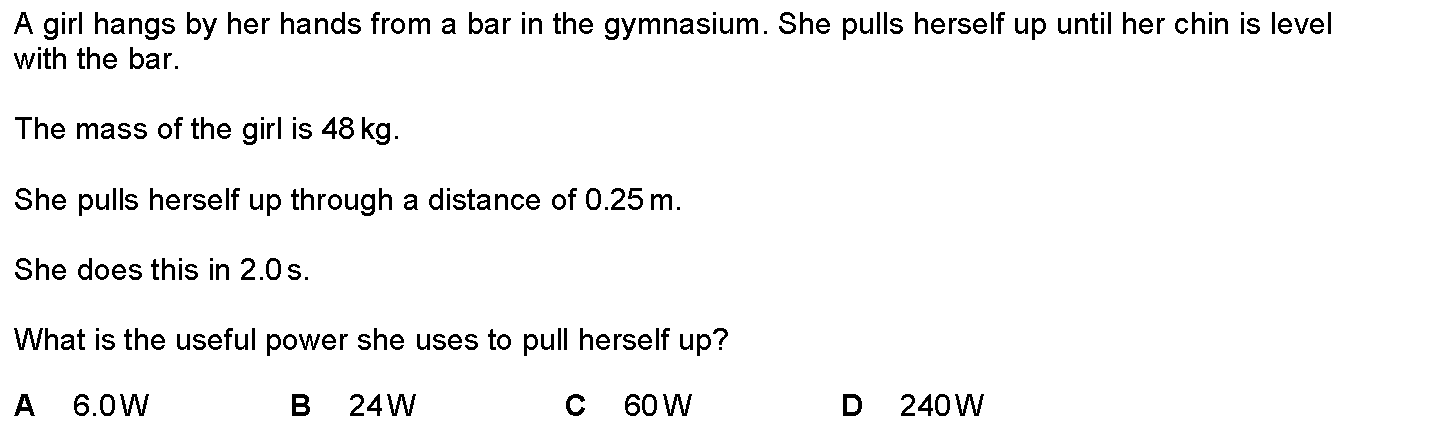 A girl hangs by her hands from a bar in the gymnasium. She pulls herself up until her chin is level
with the bar.
The mass of the girl is 48 kg.
She pulls herself up through a distance of 0.25 m.
She does this in 2.0 s.
What is the useful power she uses to pull herself up?
A 6.0 W B 24 W C 60 W D 240 W